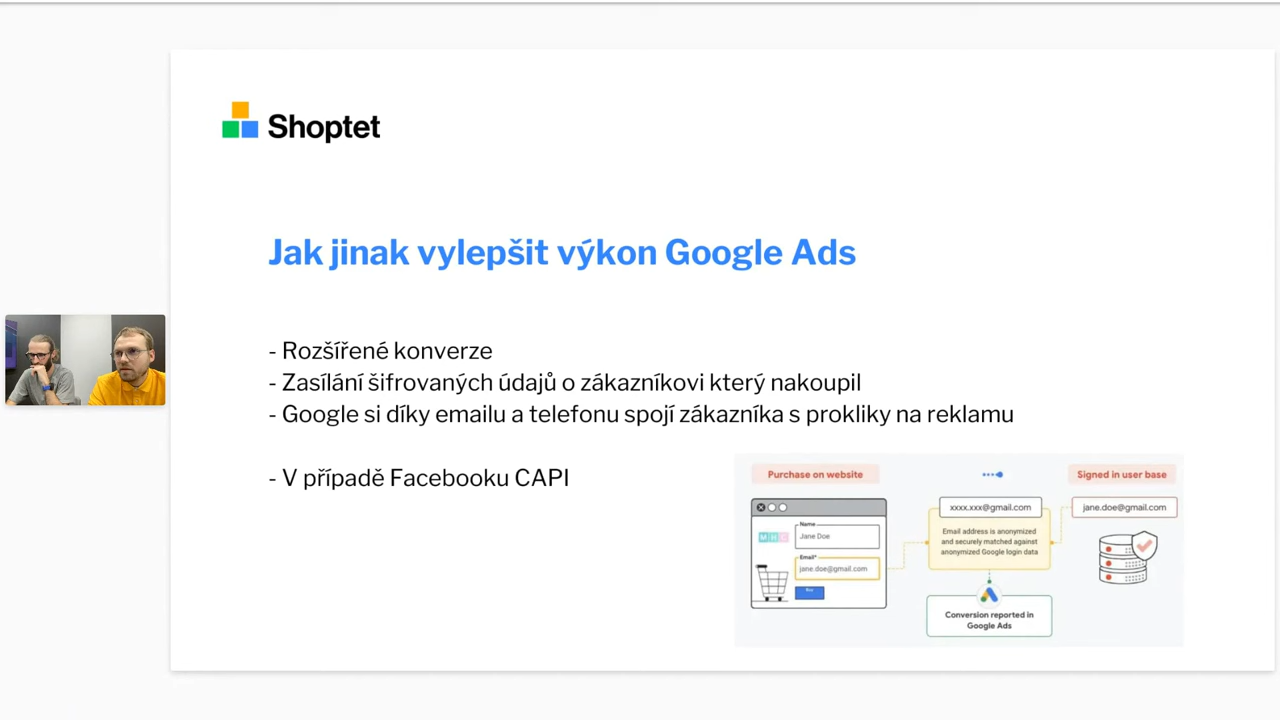 Shoptet
Jak jinak vylepšit výkon Google Ads
- Rozšířené konverze
- Zasílání šifrovaných údajů o zákazníkovi který nakoupil
- Google si díky emailu a telefonu spojí zákazníka s prokliky na reklamu
- V případě Facebooku CAPI
Purchase on website
Signed in user base
Name
Jane Doe
Email*
jane.doe@gmail.com
MHC
xxxx.xxx@gmail.com
Email address is anonymized
and securely matched against
anonymized Google login data
jane.doe@gmail.com
Conversion reported in
Google Ads